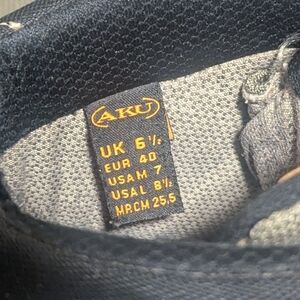 AKU
UK 6½
EUR 40
USAM 7
USAL 8½
MP.CM 25,5